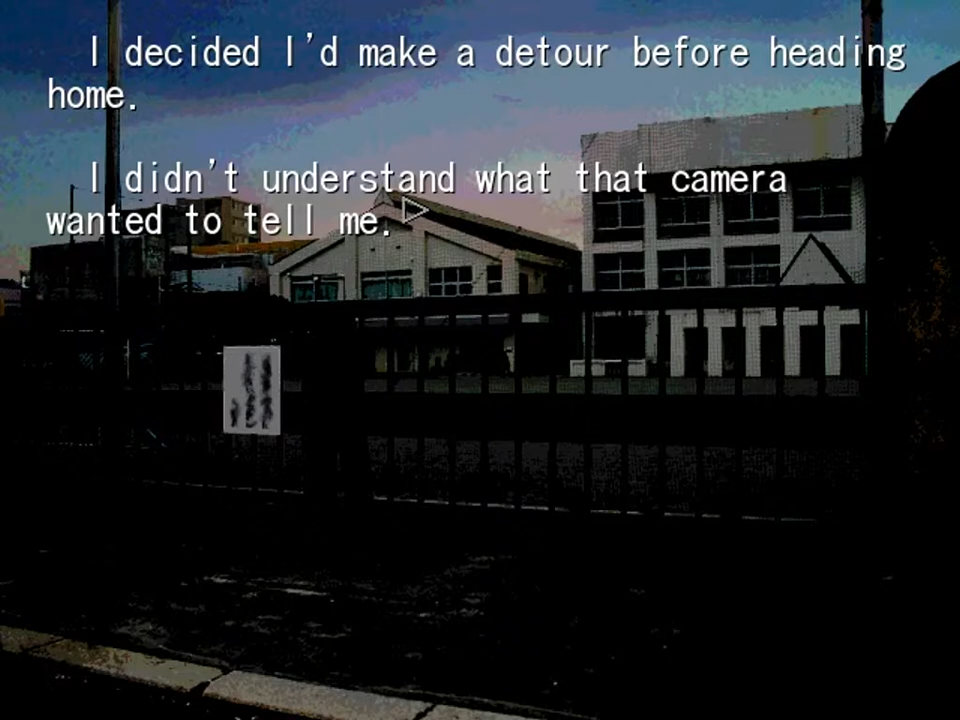 I decided I'd make a detour before heading
home.
I didn't understand what that camera
wanted to tell me.